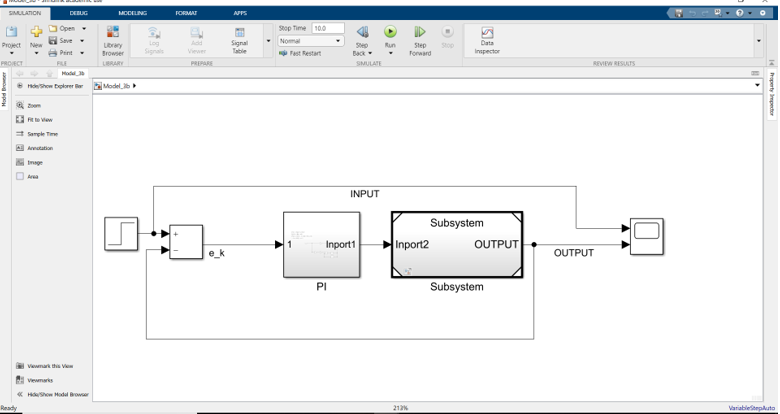 Model_3b - Simulink academic use
SIMULATION DEBUG MODELING FORMAT APPS
Project New Open Save Print
Library Browser
Log Signals
Add Viewer
Signal Table
Stop Time 10.0
Normal
Fast Restart
Step Back
Run
Step Forward
Stop
Data Inspector
PROJECT FILE LIBRARY PREPARE SIMULATE REVIEW RESULTS
Model_3b
Model Browser
Hide/Show Explorer Bar
Model_3b
Property Inspector
Zoom
Fit to View
Sample Time
Annotation
Image
Area
INPUT
+
−
e_k
1 Inport1
PI
Subsystem
Inport2 OUTPUT
Subsystem
OUTPUT
Viewmark this View
Viewmarks
Hide/Show Model Browser
Ready 213% VariableStepAuto